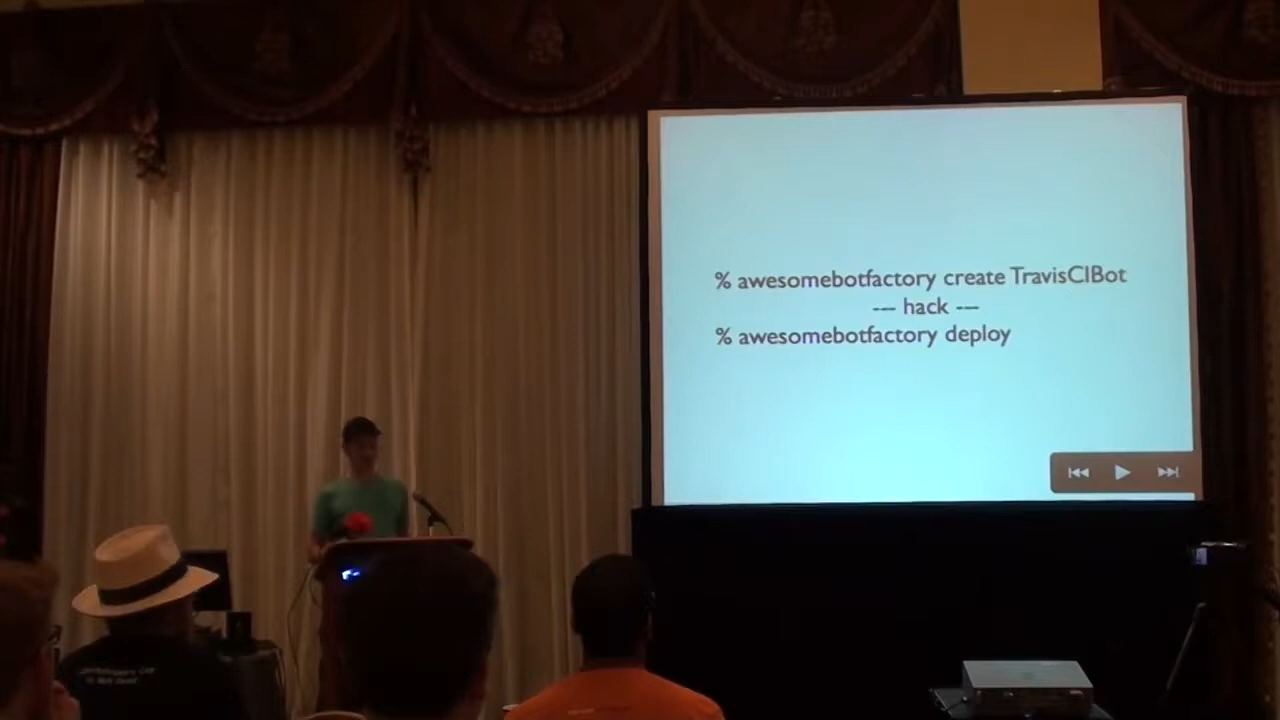 % awesomebotfactory create TravisCIBot
--- hack ---
% awesomebotfactory deploy